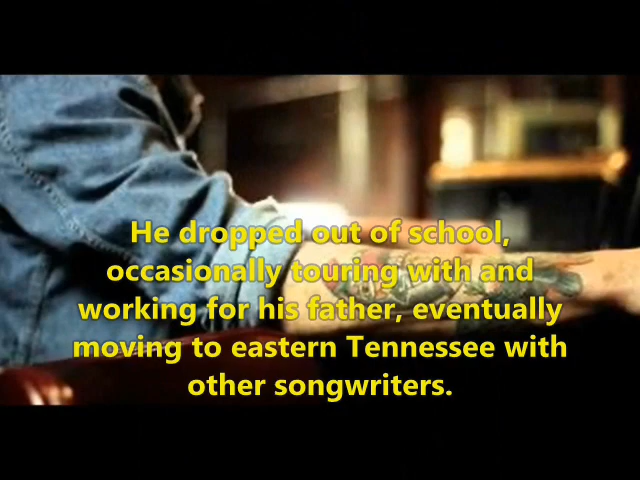 He dropped out of school,
occasionally touring with and
working for his father, eventually
moving to eastern Tennessee with
other songwriters.